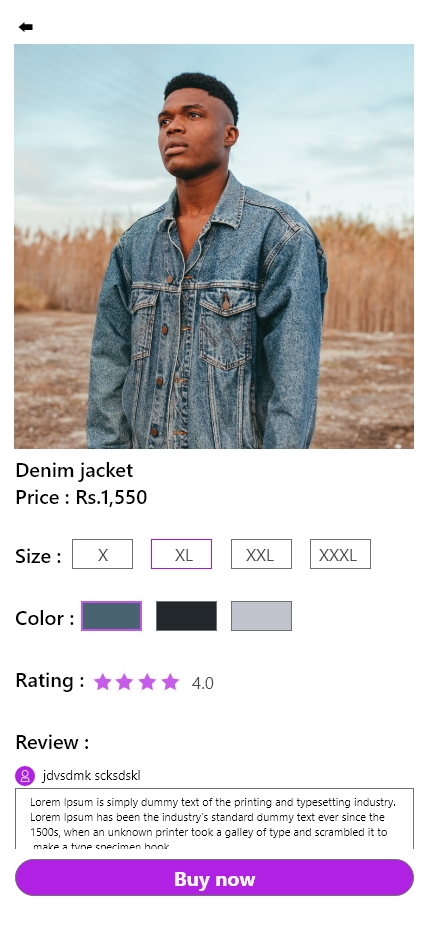 Denim jacket
Price : Rs.1,550
Size : X XL XXL XXXL
Color :
Rating : 4.0
Review :
jdvsdmk scksdskl
Lorem Ipsum is simply dummy text of the printing and typesetting industry.
Lorem Ipsum has been the industry's standard dummy text ever since the
1500s, when an unknown printer took a galley of type and scrambled it to
make a type specimen book
Buy now